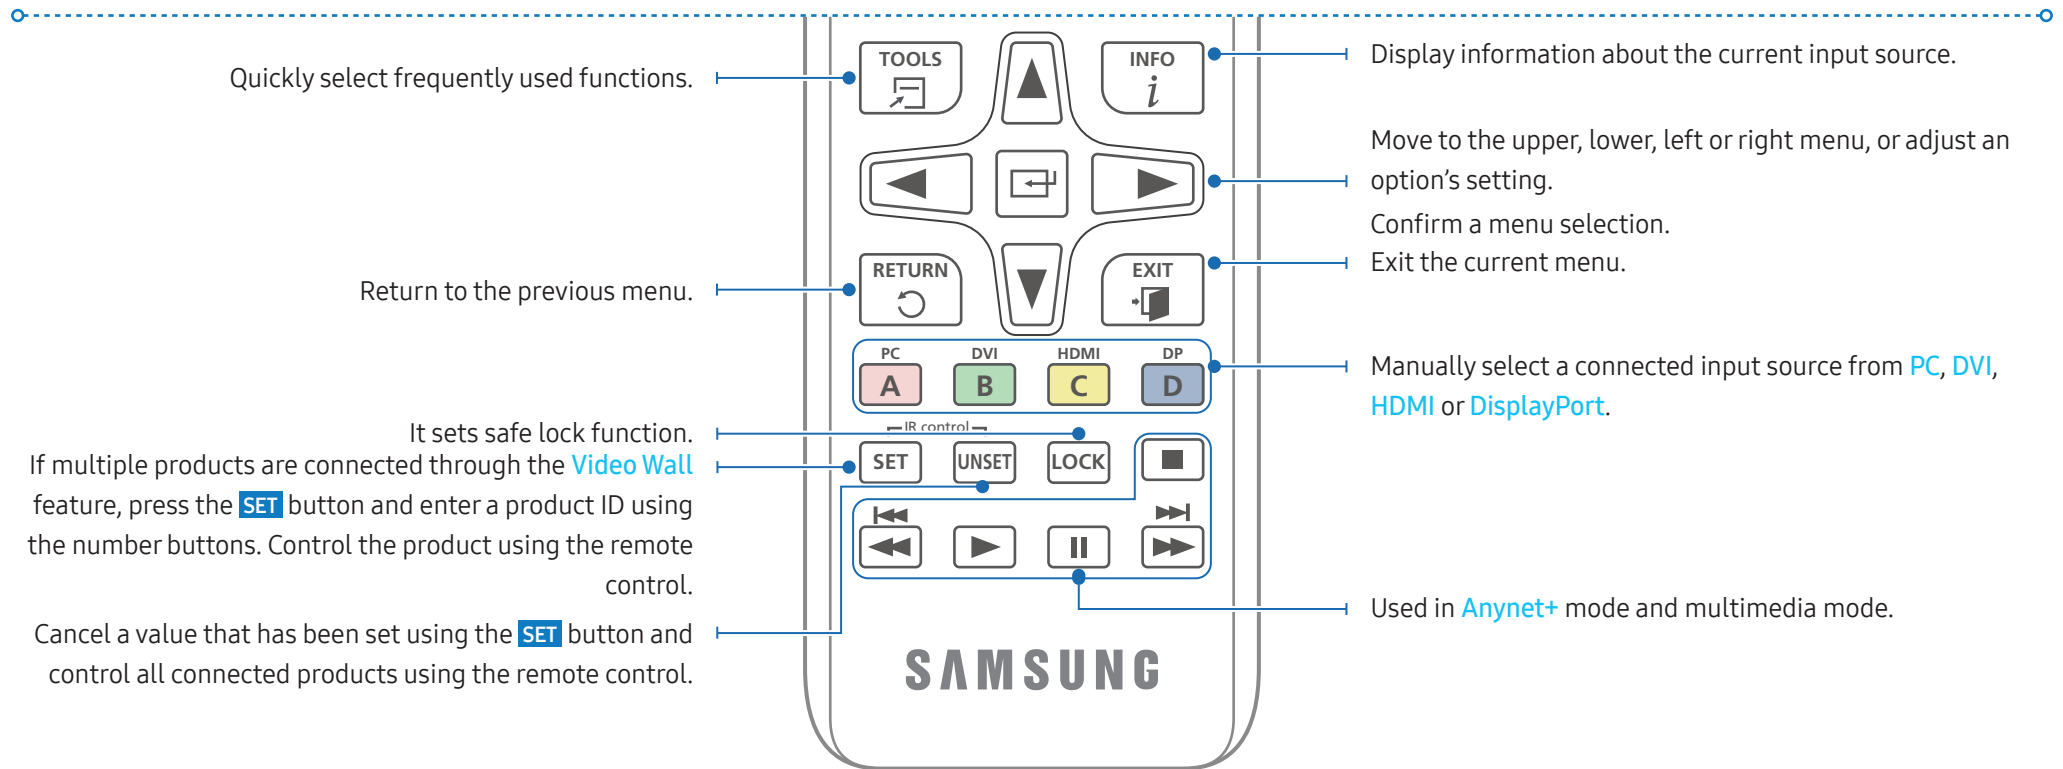 TOOLS
INFO
i
Quickly select frequently used functions.
Display information about the current input source.
Move to the upper, lower, left or right menu, or adjust an
option's setting.
Confirm a menu selection.
RETURN
EXIT
Return to the previous menu.
Exit the current menu.
PC DVI HDMI DP
A B C D
Manually select a connected input source from PC, DVI,
HDMI or DisplayPort.
IR control
SET UNSET LOCK
It sets safe lock function.
If multiple products are connected through the Video Wall
feature, press the SET button and enter a product ID using
the number buttons. Control the product using the remote
control.
Cancel a value that has been set using the SET button and
control all connected products using the remote control.
Used in Anynet+ mode and multimedia mode.
SAMSUNG